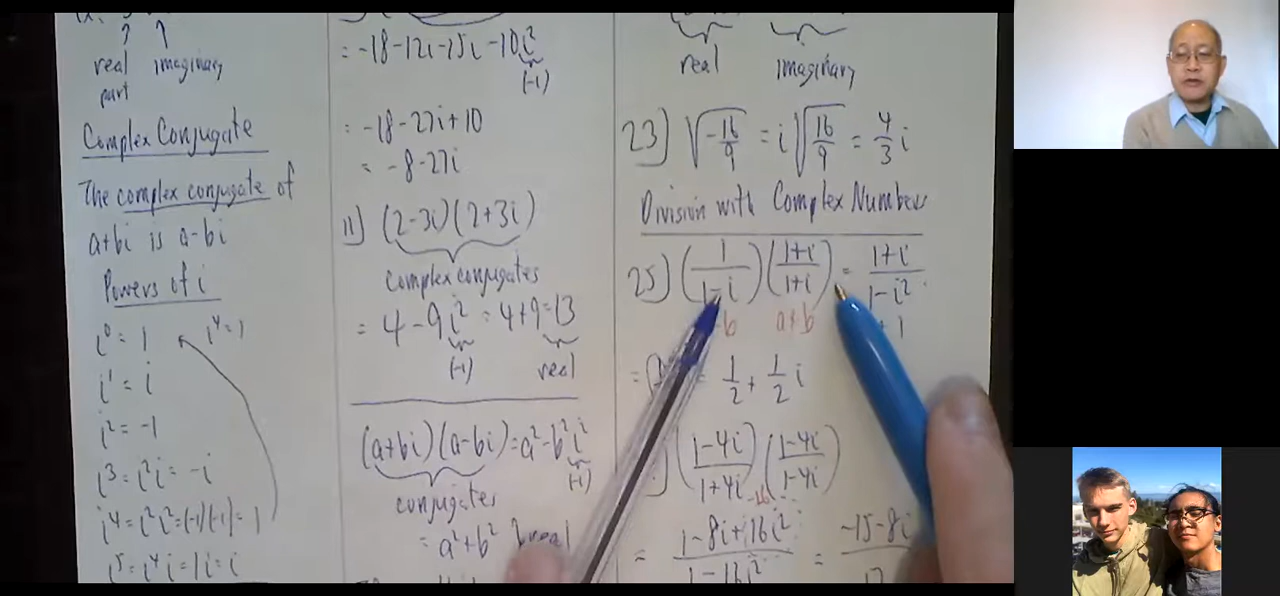 real imaginary
part
Complex Conjugate
The complex conjugate of
a+bi is a-bi
Powers of i
i⁰ = 1 i⁴ = 1
i¹ = i
i² = -1
i³ = i²i = -i
i⁴ = i²i² = (-1)(-1) = 1
i⁵ = i⁴i = 1i = i
= -18-12i-15i-10i²
(-1)
= -18-27i+10
= -8-27i
11) (2-3i)(2+3i)
complex conjugates
= 4-9i² = 4+9=13
(-1) real
(a+bi)(a-bi)=a²-b²i²
(-1)
conjugates
= a²+b² real
real imaginary
23) √-16/9 = i√16/9 = 4/3 i
Division with Complex Numbers
25) (1/1-i)(1+i/1+i) = 1+i/1-i²
-b a+b + 1
= 1/2 + 1/2 i
) (1-4i/1+4i)(1-4i/1-4i)
-16
= 1-8i+16i²/1-16i² = -15-8i/17